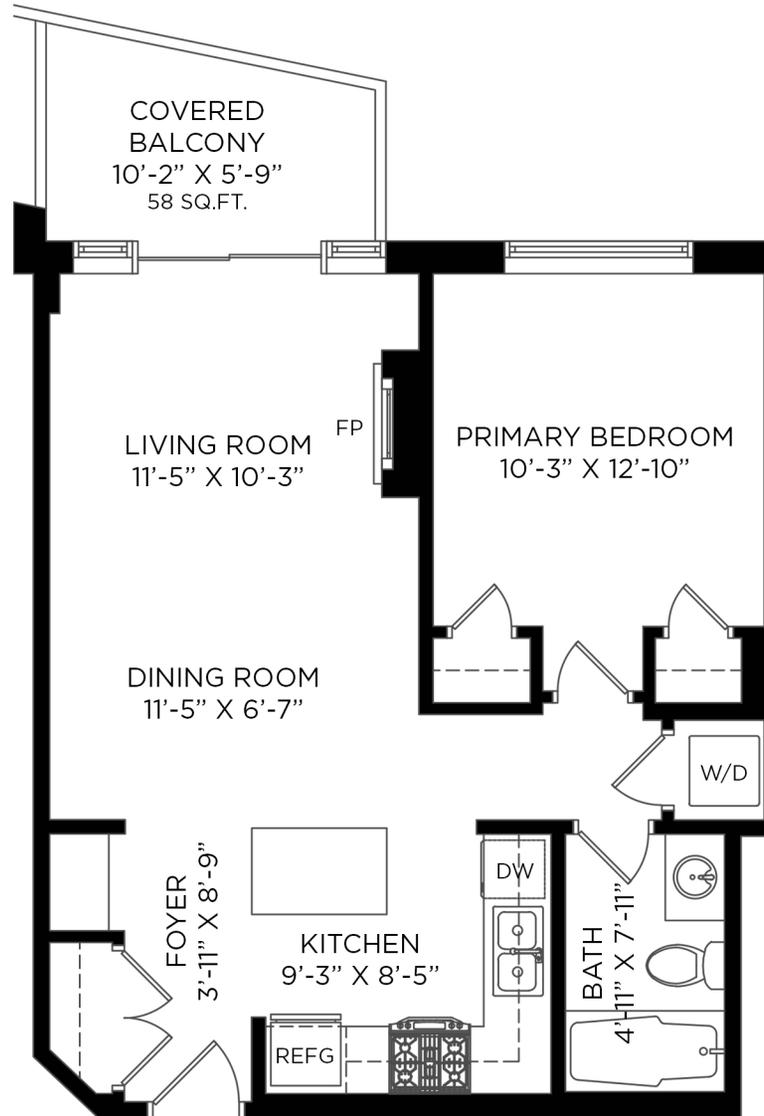 COVERED
BALCONY
10’-2” X 5’-9”
58 SQ.FT.
LIVING ROOM
11’-5” X 10’-3”
FP
PRIMARY BEDROOM
10’-3” X 12’-10”
DINING ROOM
11’-5” X 6’-7”
W/D
FOYER
3’-11” X 8’-9”
KITCHEN
9’-3” X 8’-5”
DW
REFG
BATH
4’-11” X 7’-11”